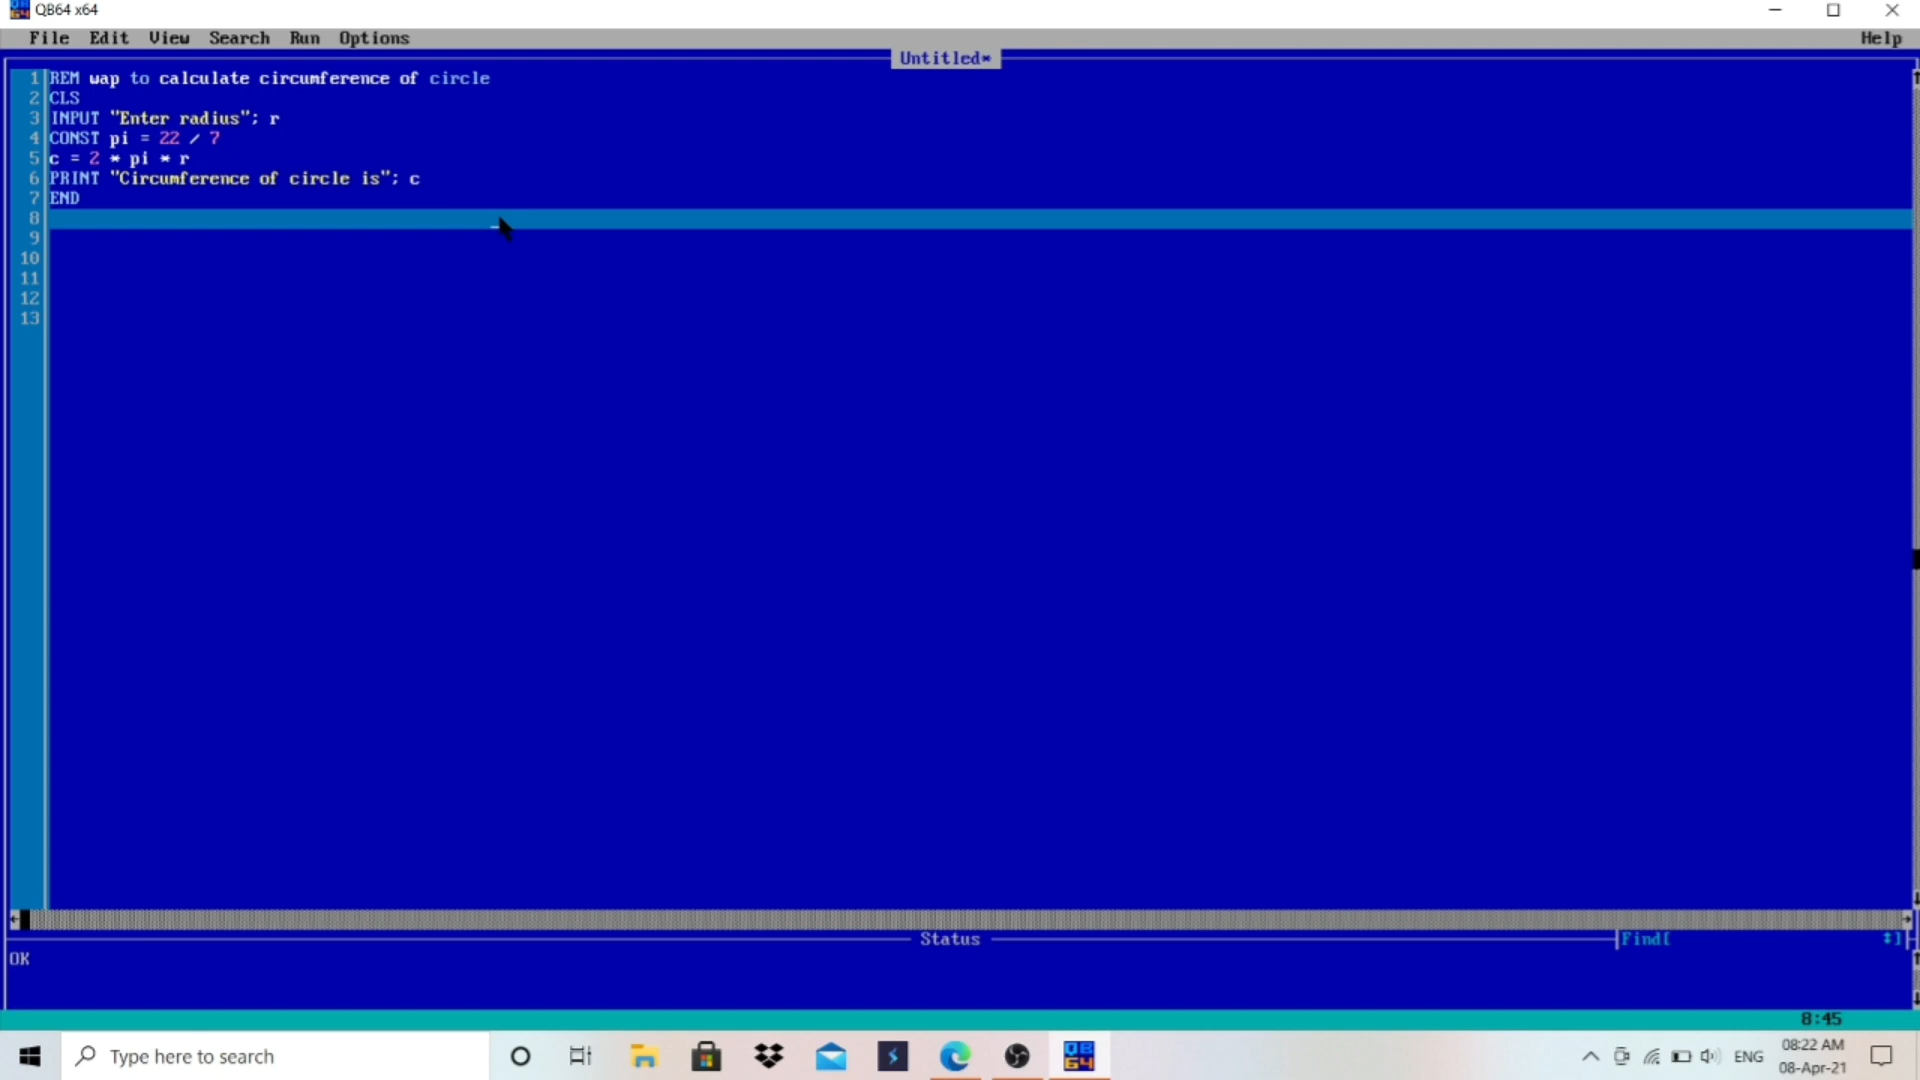 QB64 x64
File Edit View Search Run Options Help
Untitled*
1 REM wap to calculate circumference of circle
2 CLS
3 INPUT "Enter radius"; r
4 CONST pi = 22 / 7
5 c = 2 * pi * r
6 PRINT "Circumference of circle is"; c
7 END
8
9
10
11
12
13
Status Find[ ]
OK
8:45
Type here to search
QB64
ENG
08:22 AM
08-Apr-21